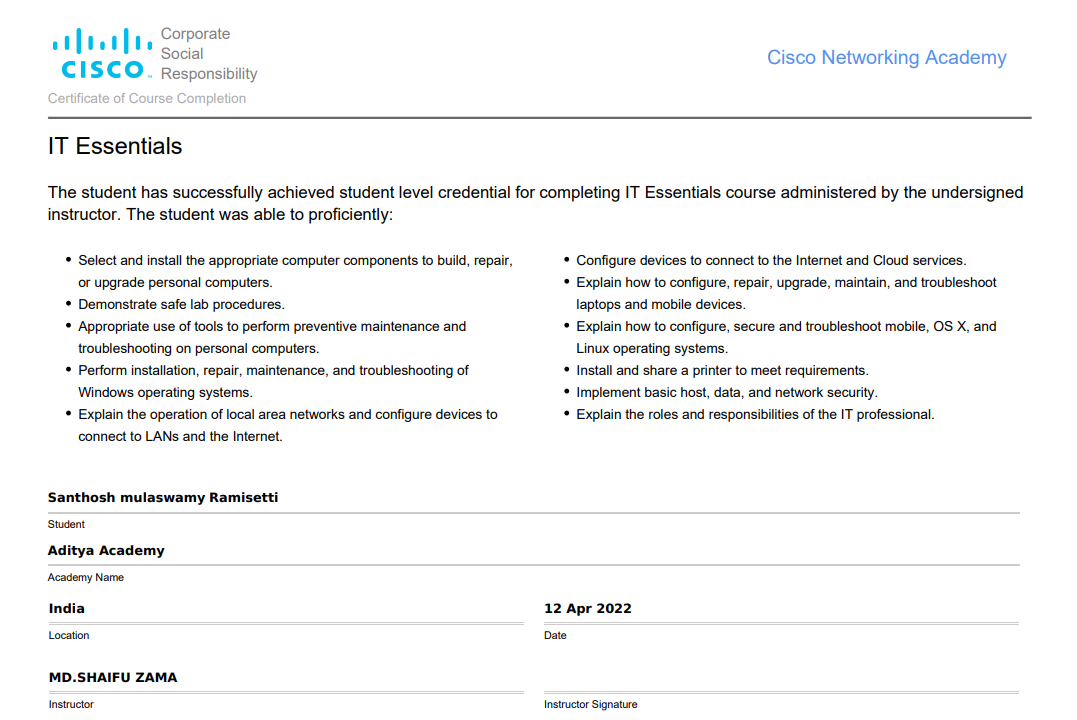 Corporate
Social
Responsibility
CISCO
Cisco Networking Academy
Certificate of Course Completion
IT Essentials
The student has successfully achieved student level credential for completing IT Essentials course administered by the undersigned
instructor. The student was able to proficiently:
• Select and install the appropriate computer components to build, repair,
or upgrade personal computers.
• Demonstrate safe lab procedures.
• Appropriate use of tools to perform preventive maintenance and
troubleshooting on personal computers.
• Perform installation, repair, maintenance, and troubleshooting of
Windows operating systems.
• Explain the operation of local area networks and configure devices to
connect to LANs and the Internet.
• Configure devices to connect to the Internet and Cloud services.
• Explain how to configure, repair, upgrade, maintain, and troubleshoot
laptops and mobile devices.
• Explain how to configure, secure and troubleshoot mobile, OS X, and
Linux operating systems.
• Install and share a printer to meet requirements.
• Implement basic host, data, and network security.
• Explain the roles and responsibilities of the IT professional.
Santhosh mulaswamy Ramisetti
Student
Aditya Academy
Academy Name
India
Location
12 Apr 2022
Date
MD.SHAIFU ZAMA
Instructor
Instructor Signature